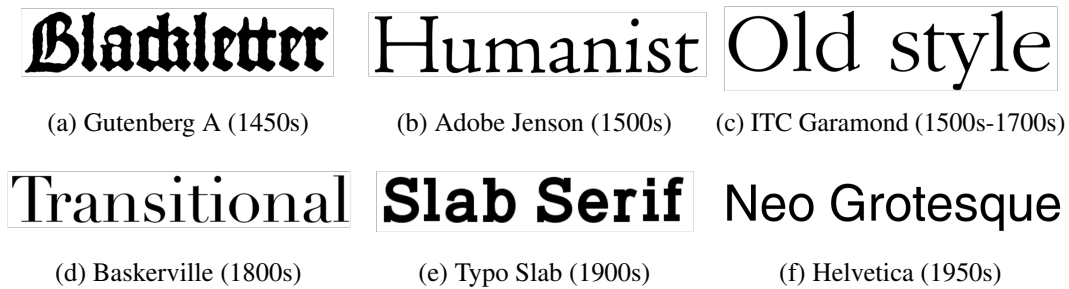 Blackletter Humanist Old style
(a) Gutenberg A (1450s) (b) Adobe Jenson (1500s) (c) ITC Garamond (1500s-1700s)
Transitional Slab Serif Neo Grotesque
(d) Baskerville (1800s) (e) Typo Slab (1900s) (f) Helvetica (1950s)